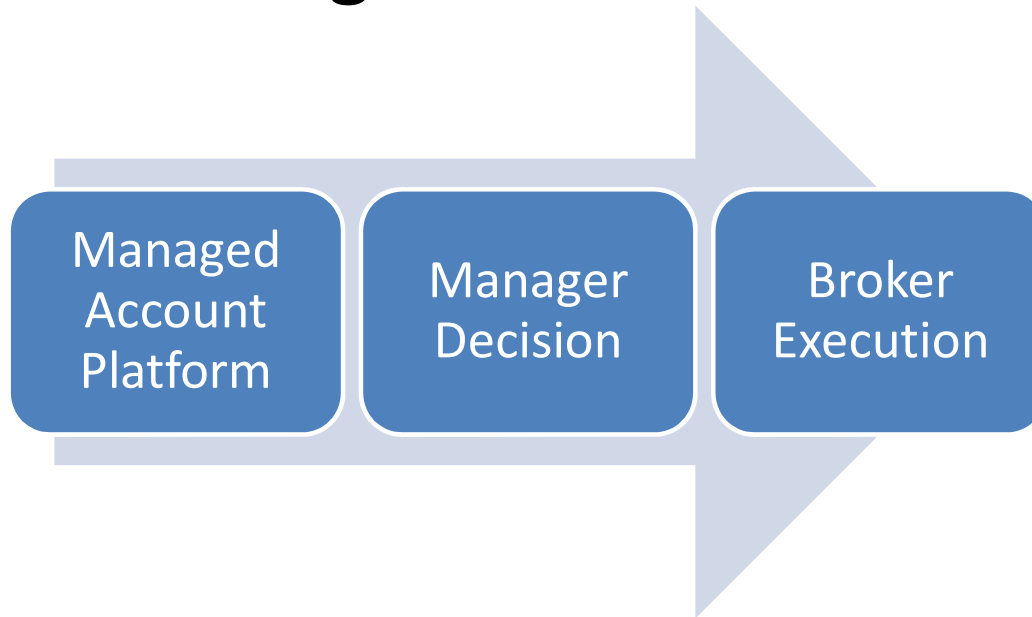 Managed
Account
Platform
Manager
Decision
Broker
Execution